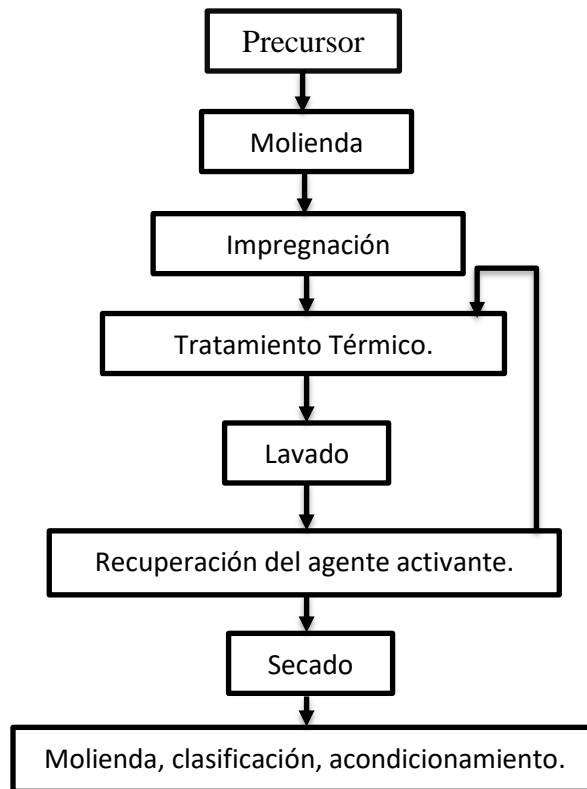 Precursor
Molienda
Impregnación
Tratamiento Térmico.
Lavado
Recuperación del agente activante.
Secado
Molienda, clasificación, acondicionamiento.